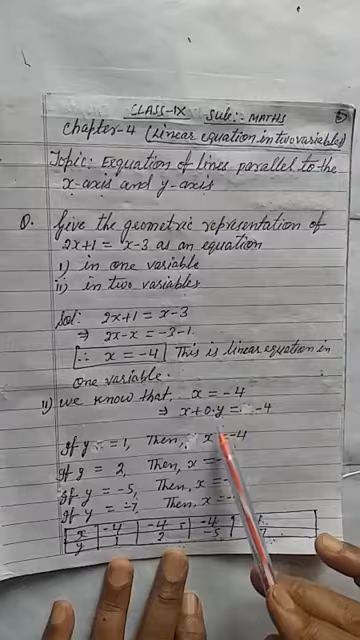 CLASS-IX Sub:- MATHS
Chapter-4 (Linear equation in two variables)
Topic: Equation of lines parallel to the
x-axis and y-axis
Q. Give the geometric representation of
2x+1 = x-3 as an equation
i) in one variable
ii) in two variables
Sol: 2x+1 = x-3
⇒ 2x-x = -3-1
∴ x = -4 This is linear equation in
one variable.
ii) we know that, x = -4
⇒ x+0.y = -4
If y = 1, Then, x = -4
If y = 2, Then, x = -
If y = -5, Then, x = -
If y = -7, Then, x = -
x -4 -4 -4
y 1 2 -5